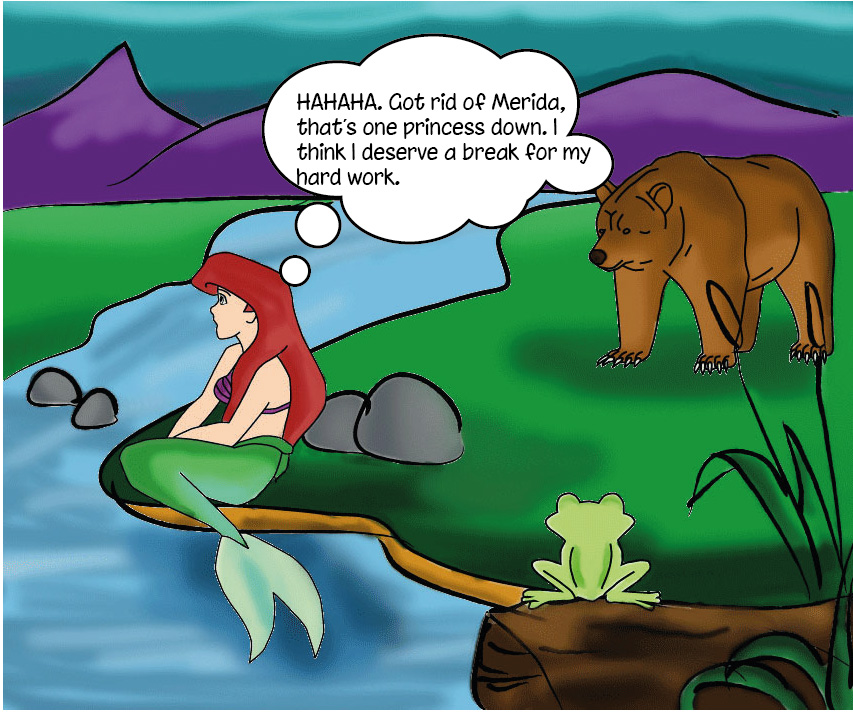 HAHAHA. Got rid of Merida,
that's one princess down. I
think I deserve a break for my
hard work.